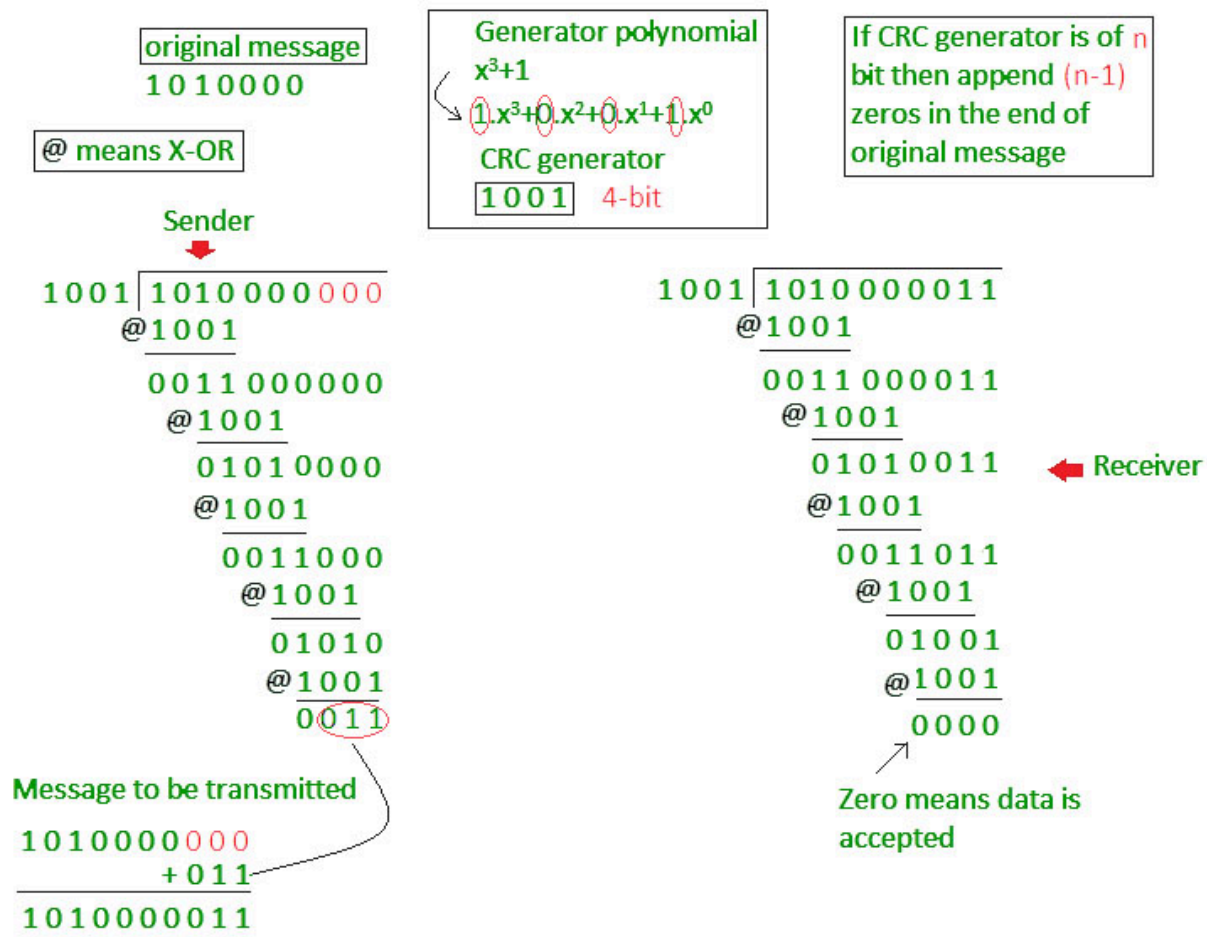 original message
1010000
@ means X-OR
Generator polynomial
x³+1
1.x³+0.x²+0.x¹+1.x⁰
CRC generator
1001 4-bit
If CRC generator is of n
bit then append (n-1)
zeros in the end of
original message
Sender
1001 1010000000
@1001
0011000000
@1001
01010000
@1001
0011000
@1001
01010
@1001
0011
Message to be transmitted
1010000000
+011
1010000011
1001 1010000011
@1001
0011000011
@1001
01010011
@1001
0011011
@1001
01001
@1001
0000
Receiver
Zero means data is
accepted